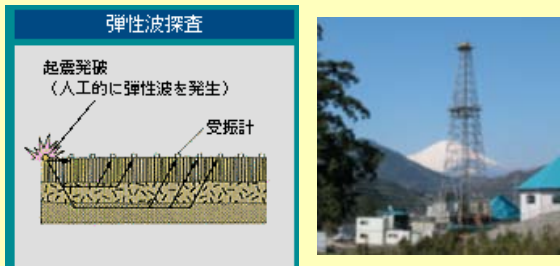 弾性波探査
起震発破
（人工的に弾性波を発生）
受振計